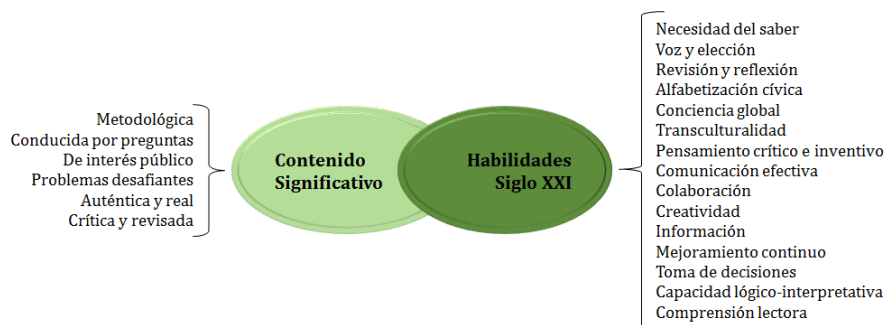 Metodológica
Conducida por preguntas
De interés público
Problemas desafiantes
Auténtica y real
Crítica y revisada
Contenido
Significativo
Habilidades
Siglo XXI
Necesidad del saber
Voz y elección
Revisión y reflexión
Alfabetización cívica
Conciencia global
Transculturalidad
Pensamiento crítico e inventivo
Comunicación efectiva
Colaboración
Creatividad
Información
Mejoramiento continuo
Toma de decisiones
Capacidad lógico-interpretativa
Comprensión lectora